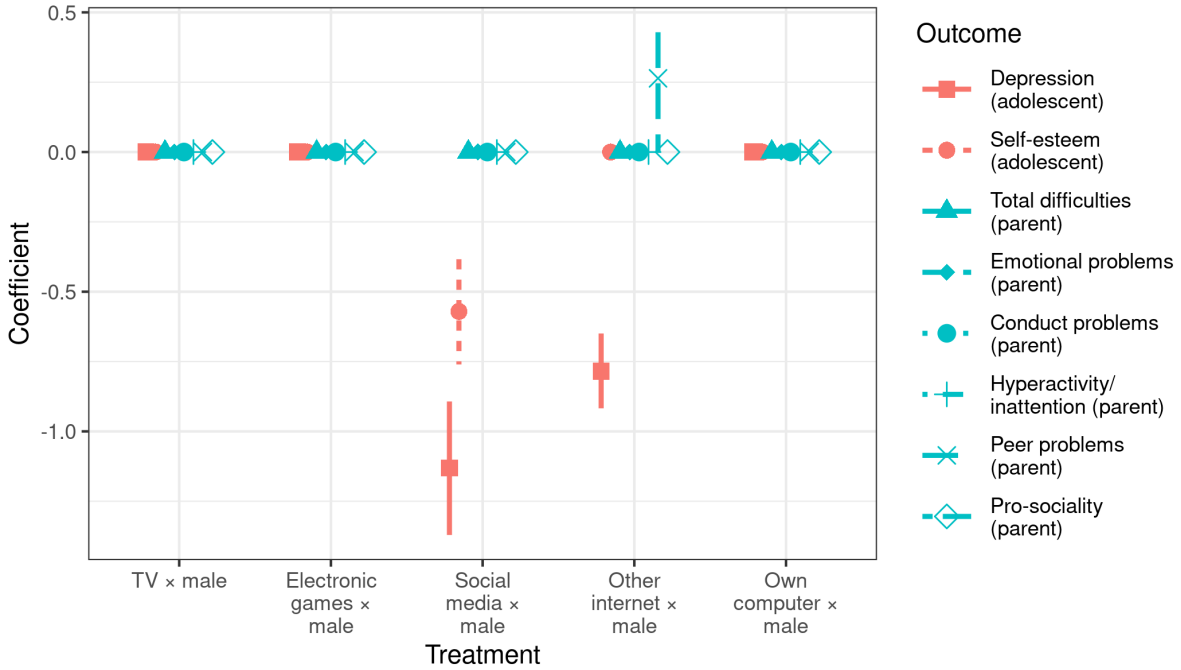 0.5
0.0
-0.5
-1.0
Coefficient
TV × male
Electronic
games ×
male
Social
media ×
male
Other
internet ×
male
Own
computer ×
male
Treatment
Outcome
Depression
(adolescent)
Self-esteem
(adolescent)
Total difficulties
(parent)
Emotional problems
(parent)
Conduct problems
(parent)
Hyperactivity/
inattention (parent)
Peer problems
(parent)
Pro-sociality
(parent)